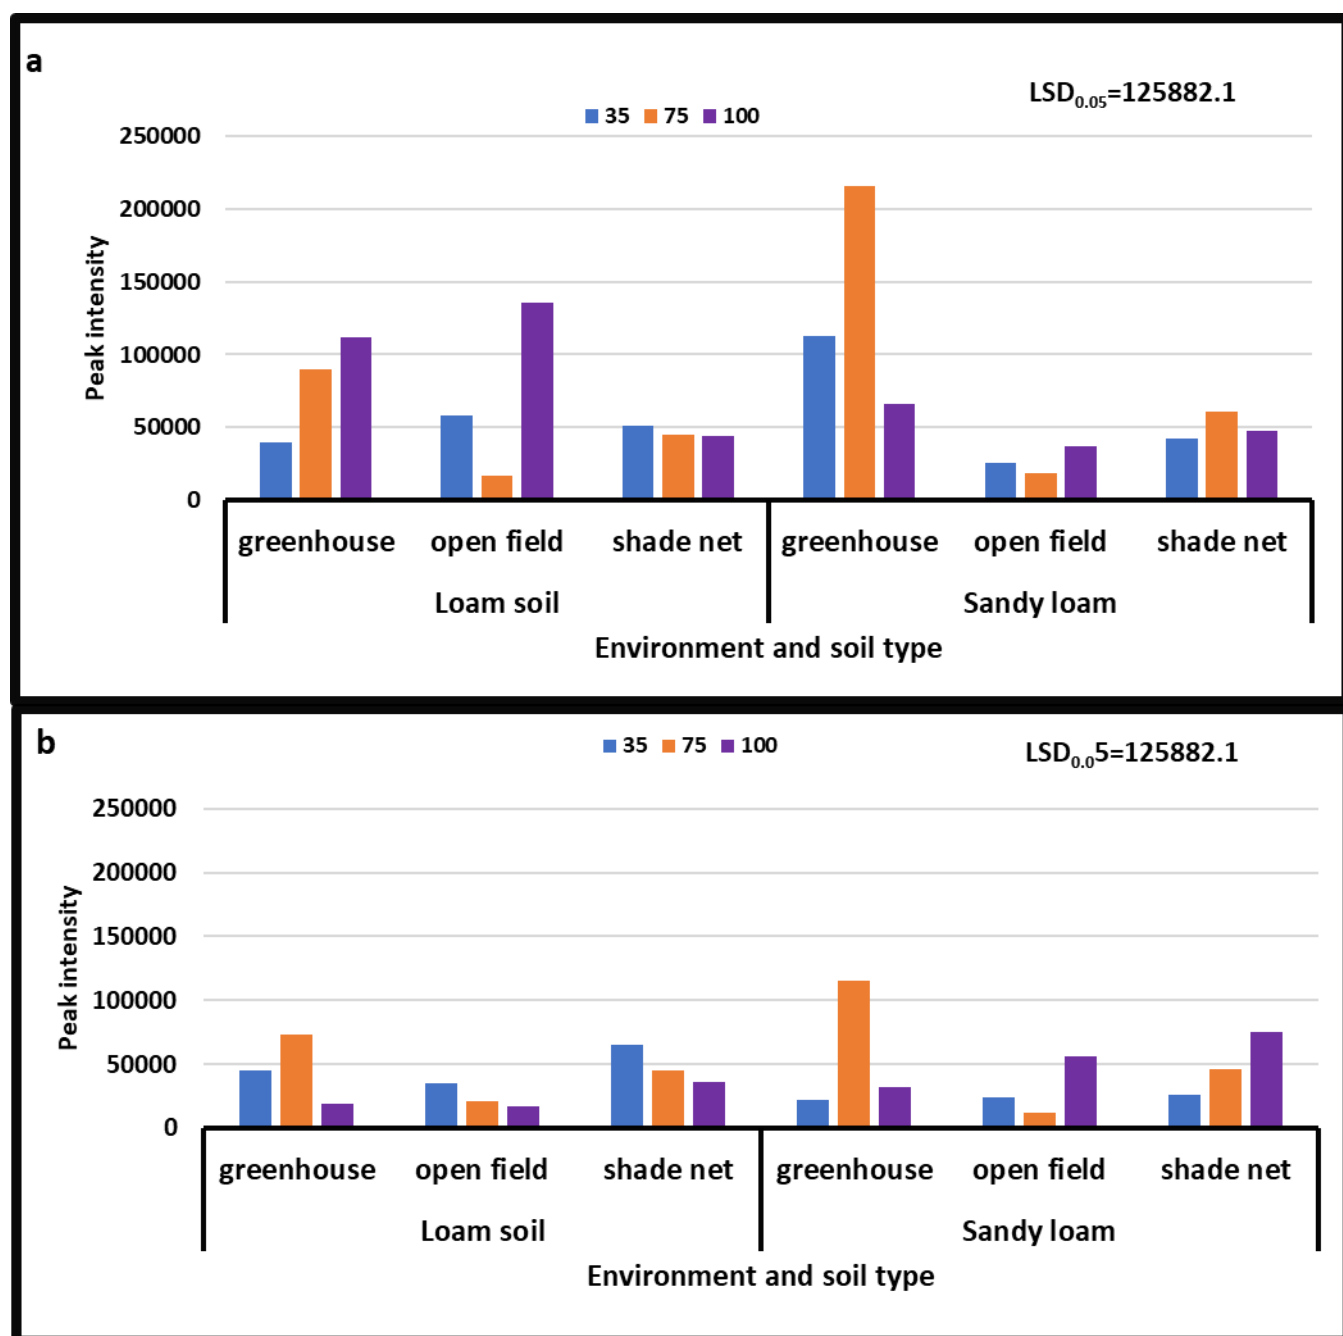 a
LSD0.05=125882.1
35 75 100
250000
200000
150000
100000
50000
0
Peak intensity
greenhouse open field shade net greenhouse open field shade net
Loam soil Sandy loam
Environment and soil type
b
35 75 100
LSD0.05=125882.1
250000
200000
150000
100000
50000
0
Peak intensity
greenhouse open field shade net greenhouse open field shade net
Loam soil Sandy loam
Environment and soil type